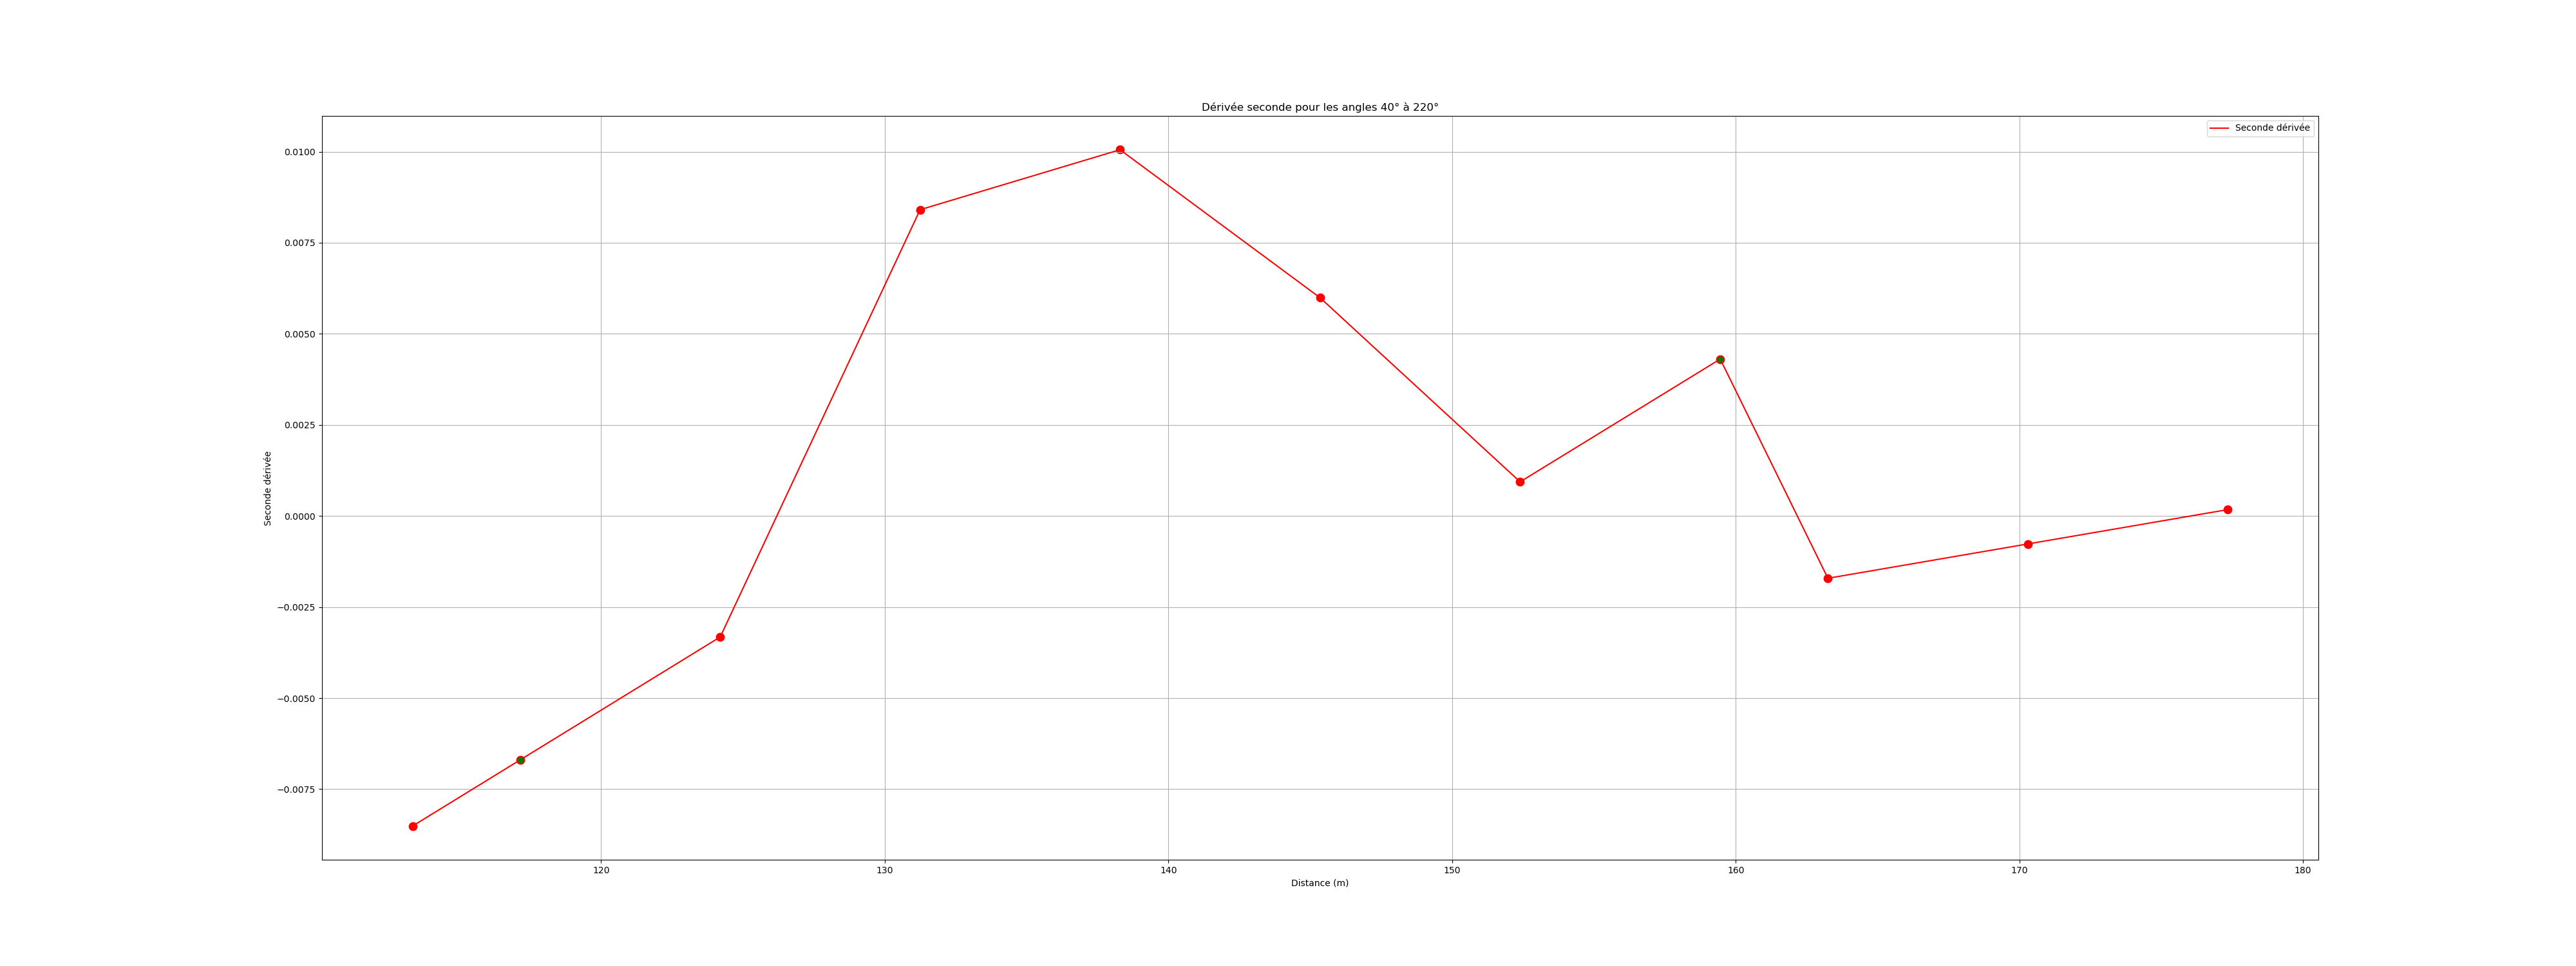 Dérivée seconde pour les angles 40° à 220°
Seconde dérivée
0.0100
0.0075
0.0050
0.0025
0.0000
−0.0025
−0.0050
−0.0075
Seconde dérivée
120 130 140 150 160 170 180
Distance (m)